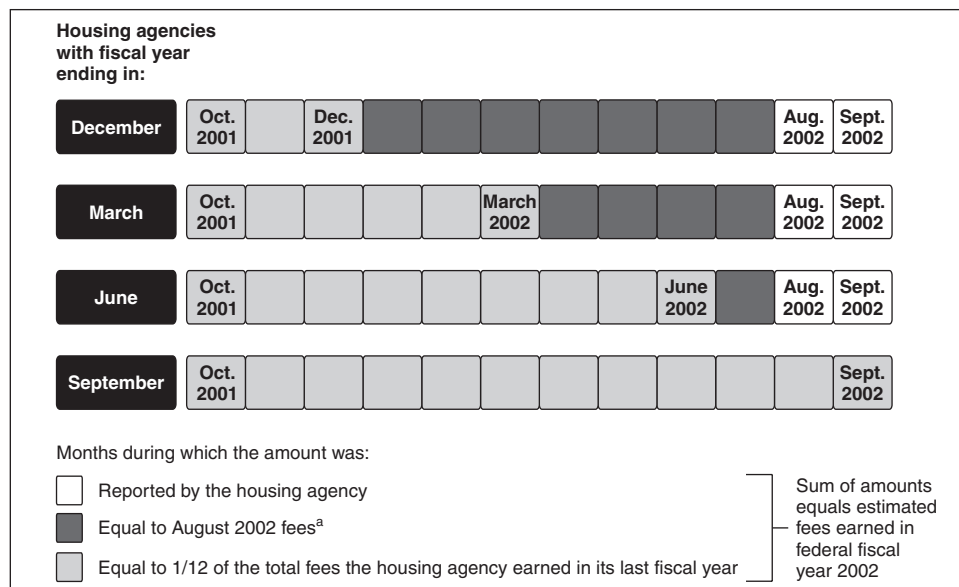 Housing agencies
with fiscal year
ending in:
December
Oct.
2001
Dec.
2001
Aug.
2002
Sept.
2002
March
Oct.
2001
March
2002
Aug.
2002
Sept.
2002
June
Oct.
2001
June
2002
Aug.
2002
Sept.
2002
September
Oct.
2001
Sept.
2002
Months during which the amount was:
Reported by the housing agency
Equal to August 2002 feesᵃ
Equal to 1/12 of the total fees the housing agency earned in its last fiscal year
Sum of amounts
equals estimated
fees earned in
federal fiscal
year 2002